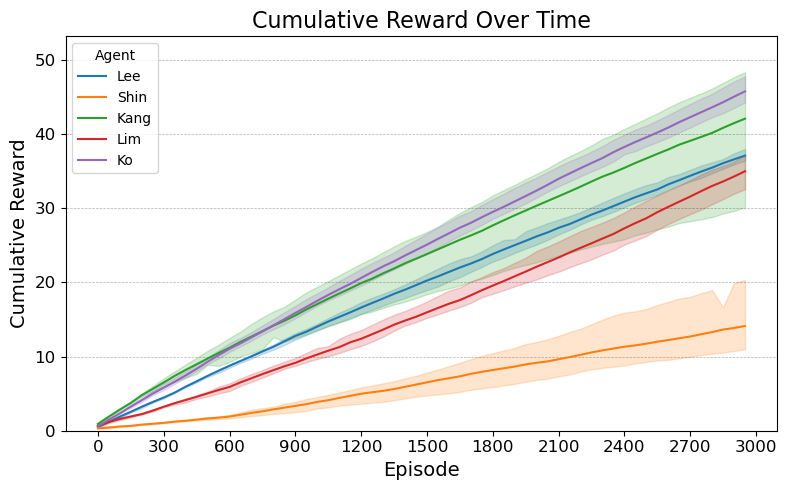 Cumulative Reward Over Time
Cumulative Reward
50
40
30
20
10
0
Agent
Lee
Shin
Kang
Lim
Ko
0 300 600 900 1200 1500 1800 2100 2400 2700 3000
Episode